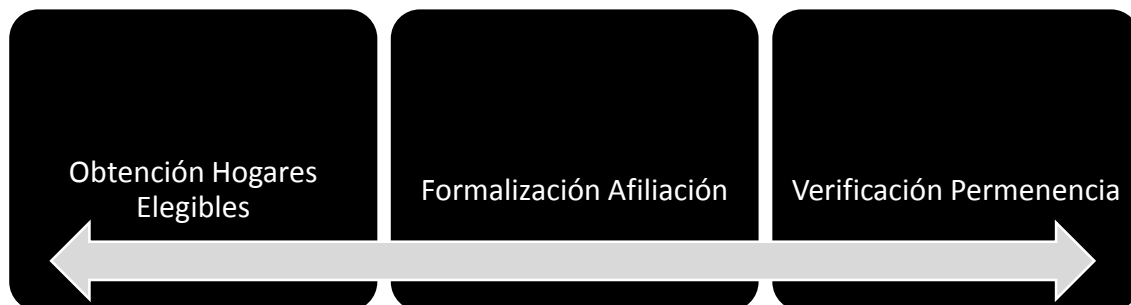 Obtención Hogares
Elegibles
Formalización Afiliación
Verificación Permenencia